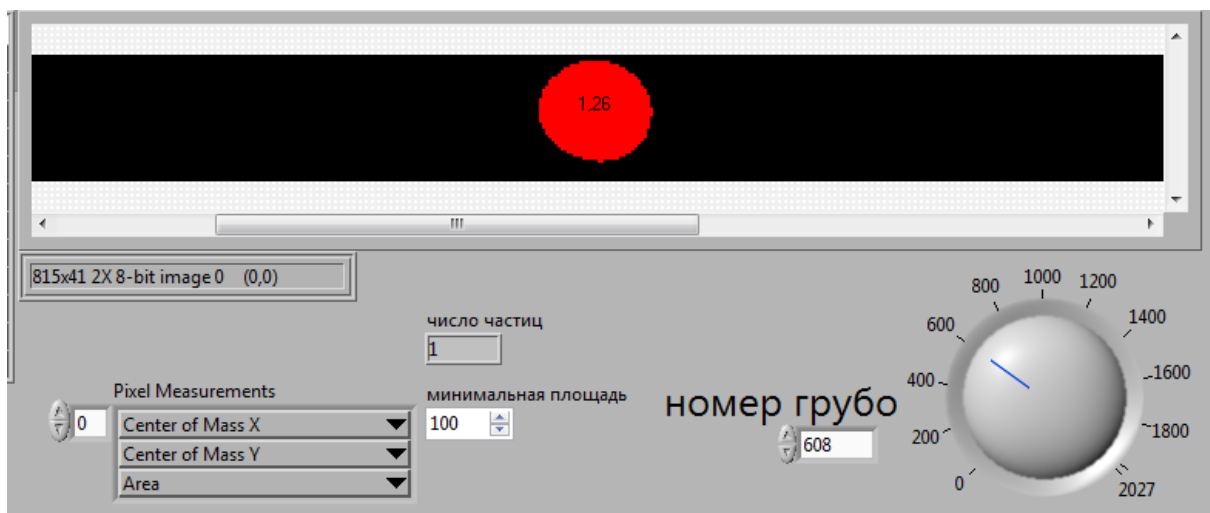 1,26
815x41 2X 8-bit image 0 (0,0)
число частиц
1
Pixel Measurements
0
Center of Mass X
Center of Mass Y
Area
минимальная площадь
100
номер грубо
608
0
200
400
600
800
1000
1200
1400
1600
1800
2027